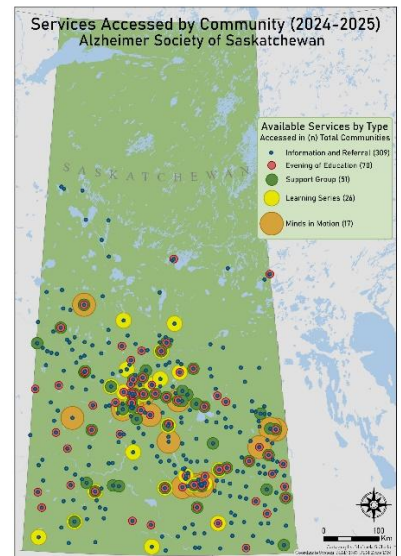 Services Accessed by Community (2024-2025)
Alzheimer Society of Saskatchewan
Available Services by Type
Accessed in (n) Total Communities
Information and Referral (309)
Evening of Education (78)
Support Group (51)
Learning Series (26)
Minds in Motion (17)
SASKATCHEWAN
0 100
Km